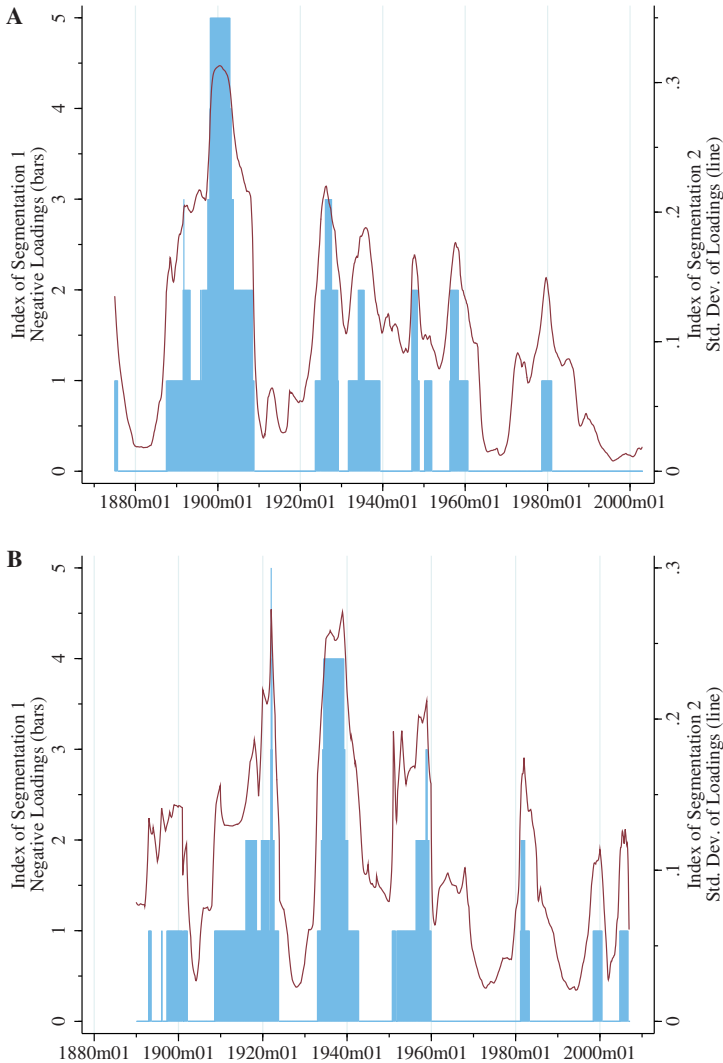 A
Index of Segmentation 1
Negative Loadings (bars)
5
4
3
2
1
0
Index of Segmentation 2
Std. Dev. of Loadings (line)
.3
.2
.1
0
1880m01 1900m01 1920m01 1940m01 1960m01 1980m01 2000m01
B
Index of Segmentation 1
Negative Loadings (bars)
5
4
3
2
1
0
Index of Segmentation 2
Std. Dev. of Loadings (line)
.3
.2
.1
0
1880m01 1900m01 1920m01 1940m01 1960m01 1980m01 2000m01